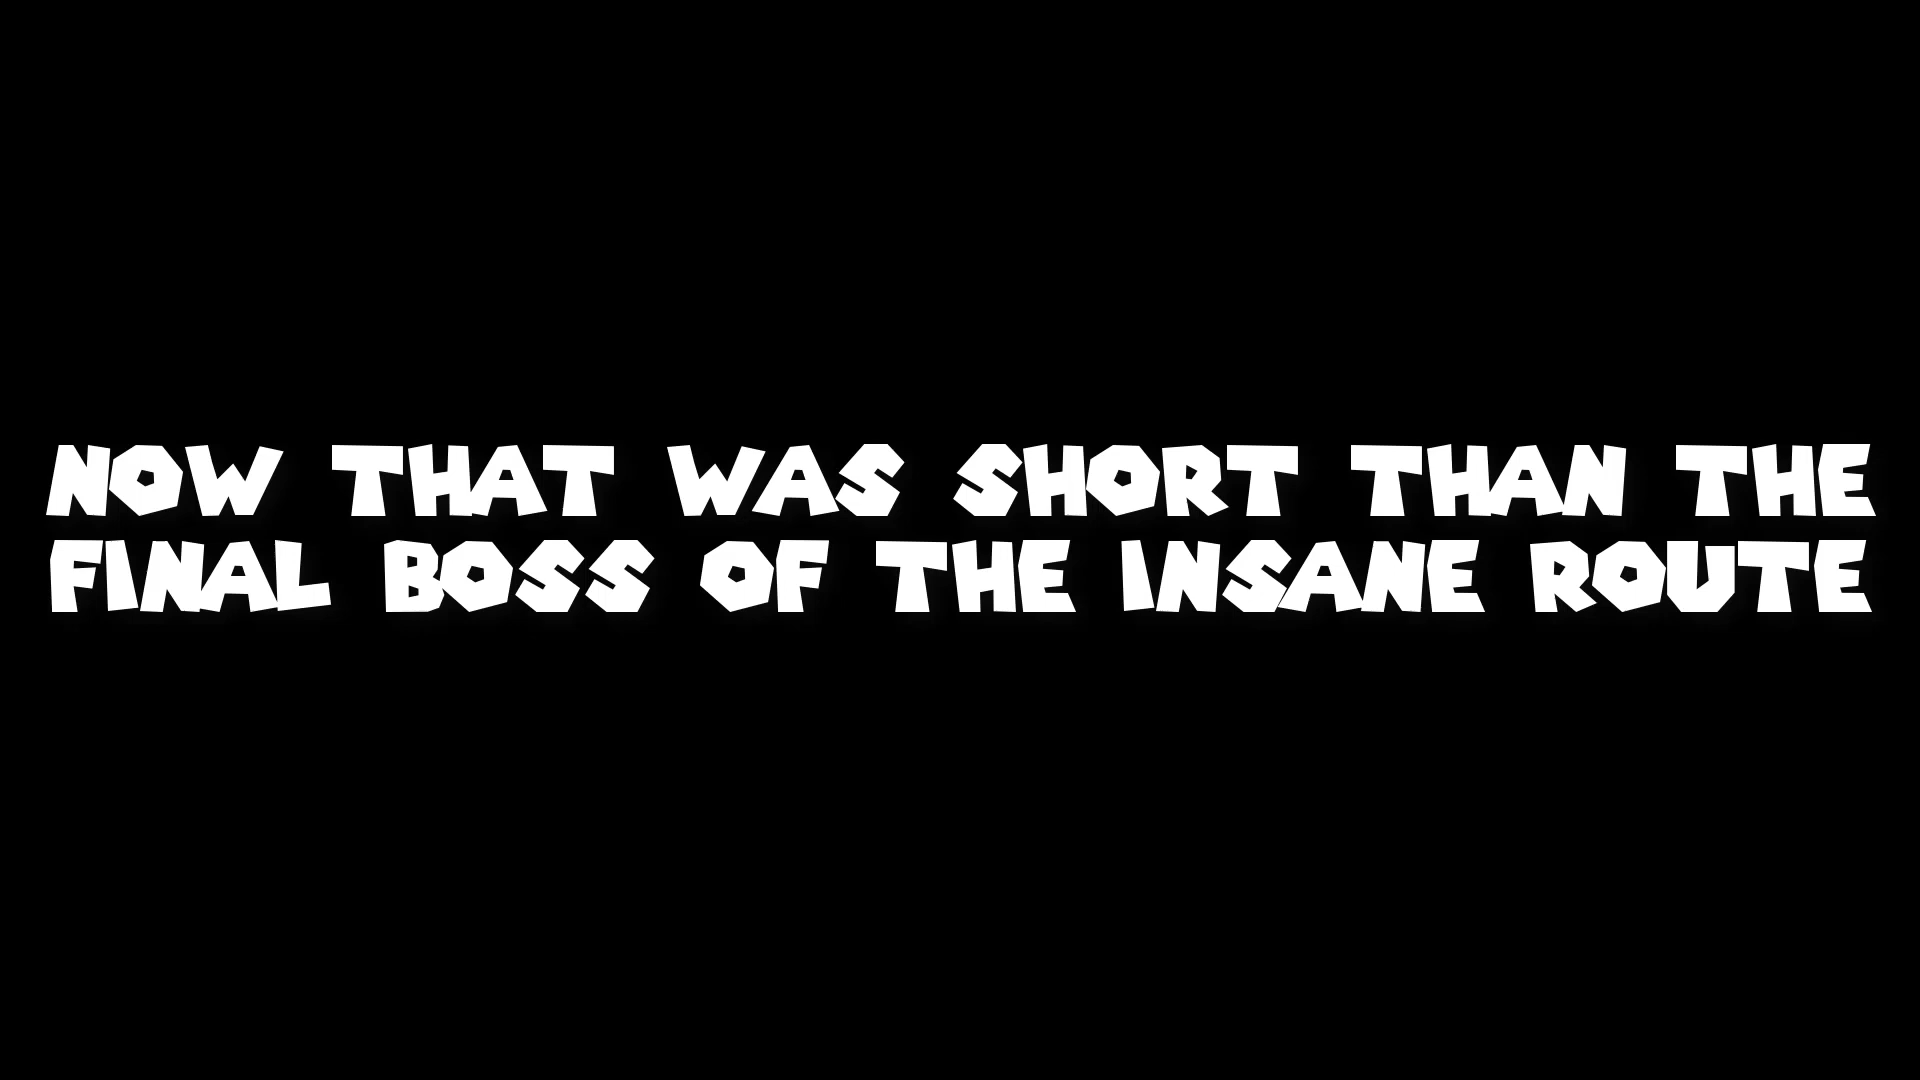 NOW THAT WAS SHORT THAN THE
FINAL BOSS OF THE INSANE ROUTE